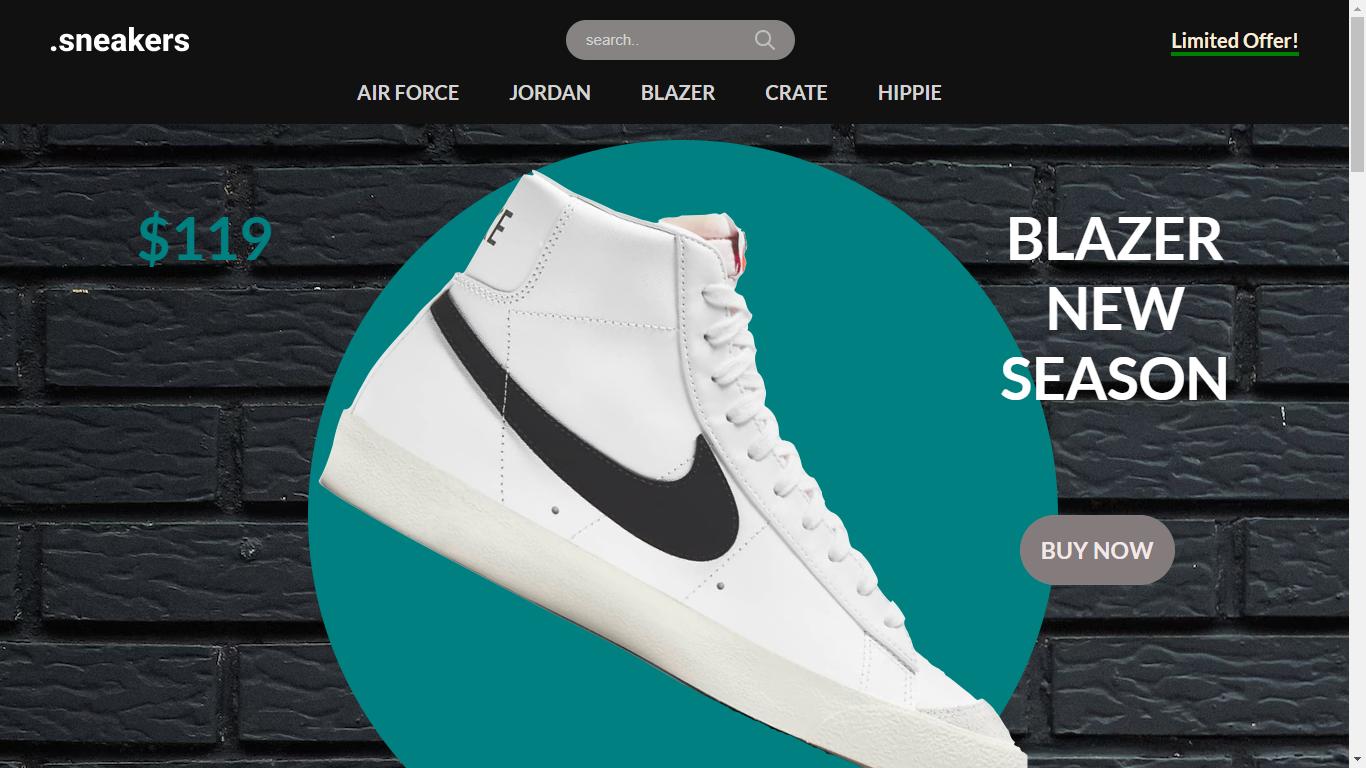 .sneakers
search..
Limited Offer!
AIR FORCE JORDAN BLAZER CRATE HIPPIE
$119
BLAZER
NEW
SEASON
BUY NOW